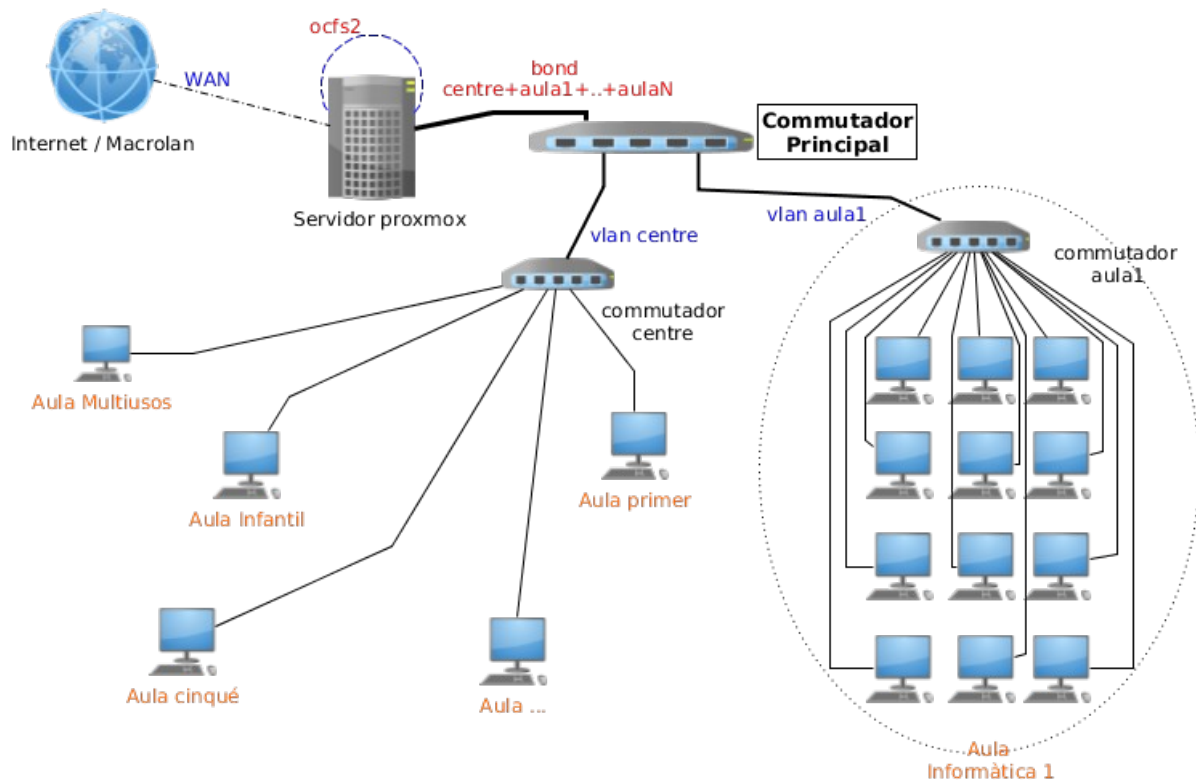 ocfs2
WAN
bond
centre+aula1+..+aulaN
Internet / Macrolan
Servidor proxmox
Commutador
Principal
vlan centre
vlan aula1
commutador
aula1
commutador
centre
Aula Multiusos
Aula Infantil
Aula primer
Aula cinqué
Aula ...
Aula
Informàtica 1